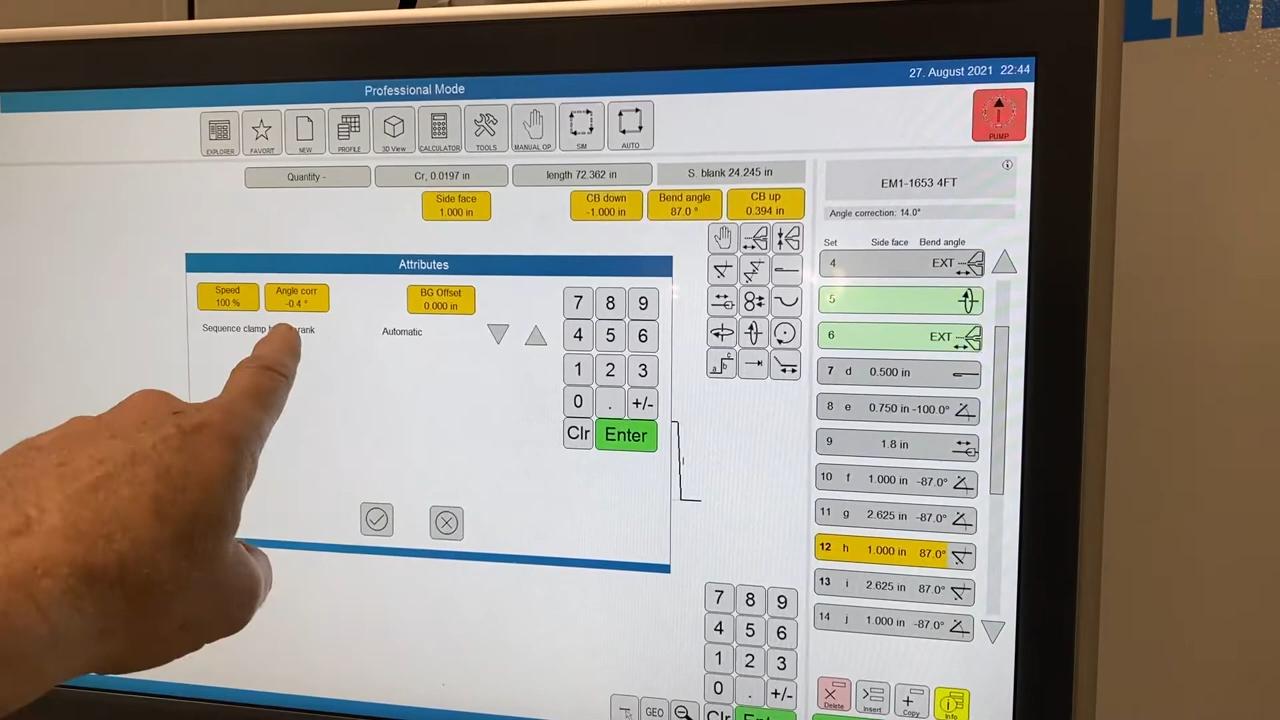 27. August 2021 22:44
Professional Mode
EXPLORER
FAVORIT
NEW
PROFILE
3D View
CALCULATOR
TOOLS
MANUAL OP
SIM
AUTO
PUMP
Quantity -
Cr, 0.0197 in
length 72.362 in
S. blank 24.245 in
EM1-1653 4FT
Side face
1.000 in
CB down
-1.000 in
Bend angle
87.0 °
CB up
0.394 in
Angle correction: 14.0°
Set Side face Bend angle
4 EXT
5
6 EXT
7 d 0.500 in
8 e 0.750 in -100.0°
9 1.8 in
10 f 1.000 in -87.0°
11 g 2.625 in -87.0°
12 h 1.000 in 87.0°
13 i 2.625 in 87.0°
14 j 1.000 in -87.0°
Attributes
Speed
100 %
Angle corr
-0.4 °
BG Offset
0.000 in
Sequence clamp
Automatic
7 8 9
4 5 6
1 2 3
0 . +/-
Clr Enter
7 8 9
4 5 6
1 2 3
0 . +/-
Clr
GEO
Delete
Insert
Copy
Info